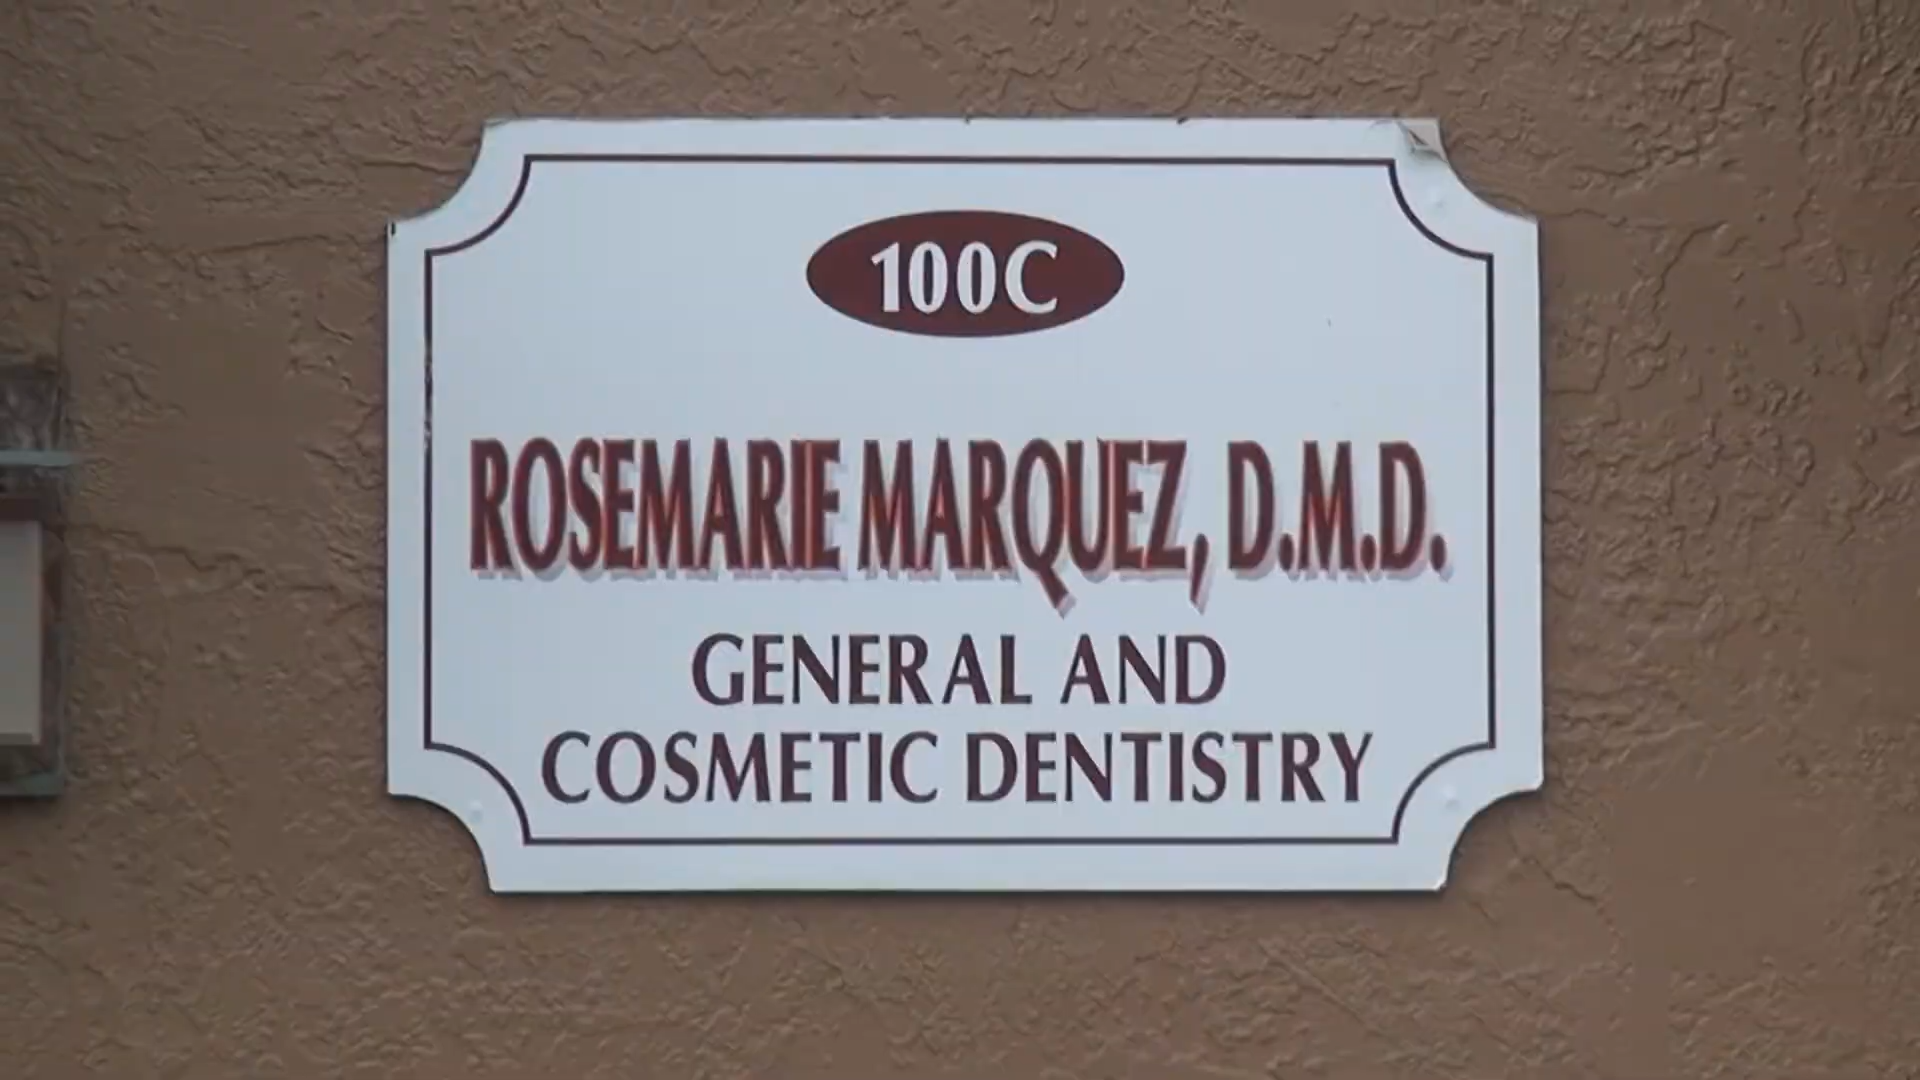 100C
ROSEMARIE MARQUEZ, D.M.D.
GENERAL AND
COSMETIC DENTISTRY